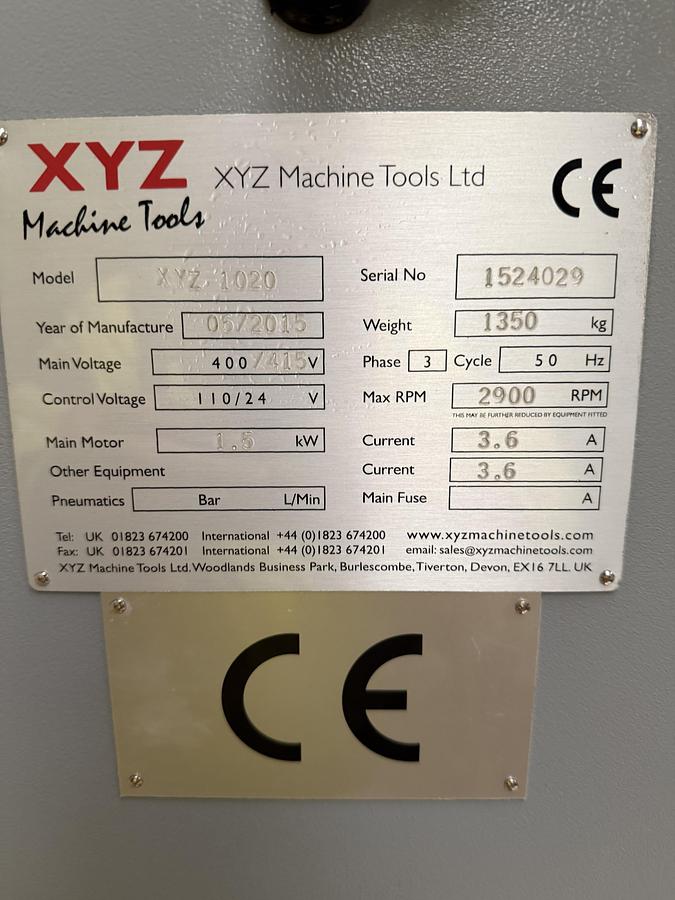 XYZ
Machine Tools
XYZ Machine Tools Ltd
CE
Model XYZ 1020 Serial No 1524029
Year of Manufacture 05/2015 Weight 1350 kg
Main Voltage 400/415 V Phase 3 Cycle 50 Hz
Control Voltage 110/24 V Max RPM 2900 RPM
THIS MAY BE FURTHER REDUCED BY EQUIPMENT FITTED
Main Motor 1.5 kW Current 3.6 A
Other Equipment Current 3.6 A
Pneumatics Bar L/Min Main Fuse A
Tel: UK 01823 674200 International +44 (0)1823 674200 www.xyzmachinetools.com
Fax: UK 01823 674201 International +44 (0)1823 674201 email: sales@xyzmachinetools.com
XYZ Machine Tools Ltd. Woodlands Business Park, Burlescombe, Tiverton, Devon, EX16 7LL. UK
CE